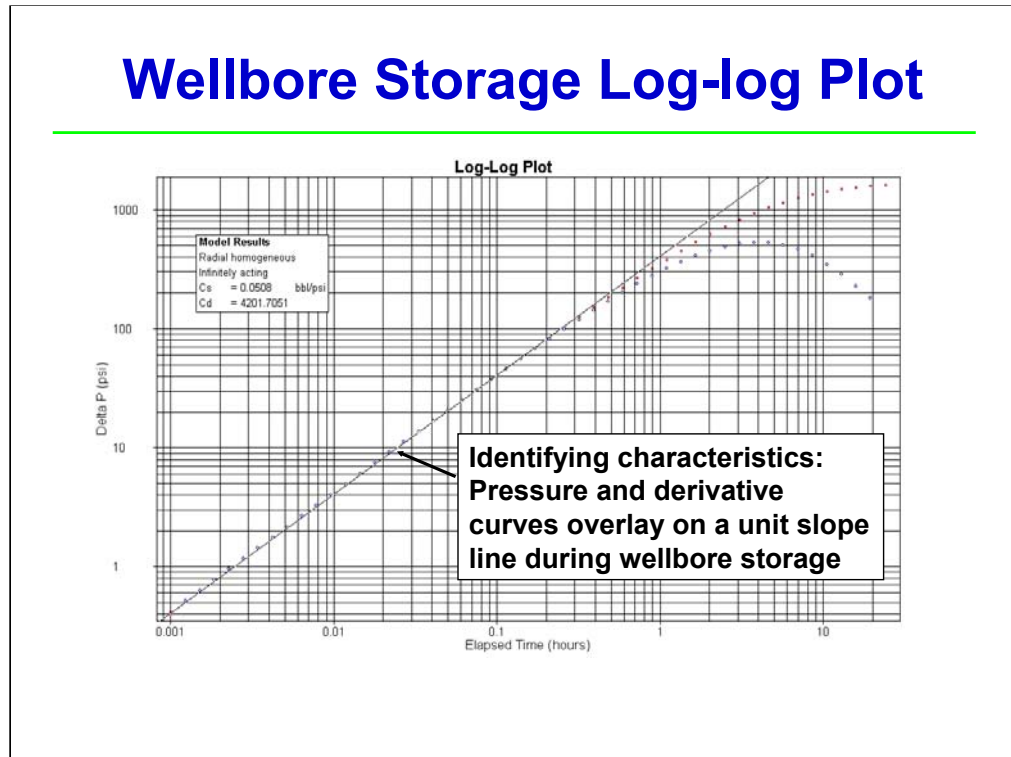 Wellbore Storage Log-log Plot
Log-Log Plot
1000
100
10
1
Delta P (psi)
Model Results
Radial homogeneous
Infinitely acting
Cs = 0.0508 bbl/psi
Cd = 4201.7051
Identifying characteristics:
Pressure and derivative
curves overlay on a unit slope
line during wellbore storage
0.001 0.01 0.1 1 10
Elapsed Time (hours)